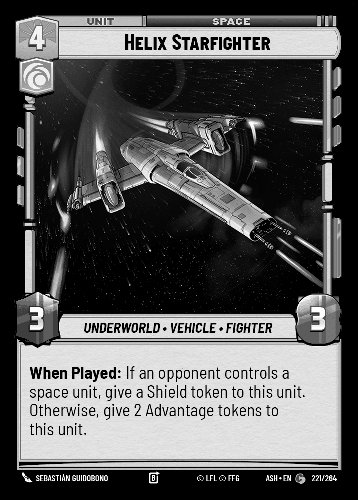 UNIT
SPACE
4
HELIX STARFIGHTER
3
UNDERWORLD • VEHICLE • FIGHTER
3
When Played: If an opponent controls a
space unit, give a Shield token to this unit.
Otherwise, give 2 Advantage tokens to
this unit.
SEBASTIÁN GUIDOBONO
© LFL © FFG
ASH • EN
221/264